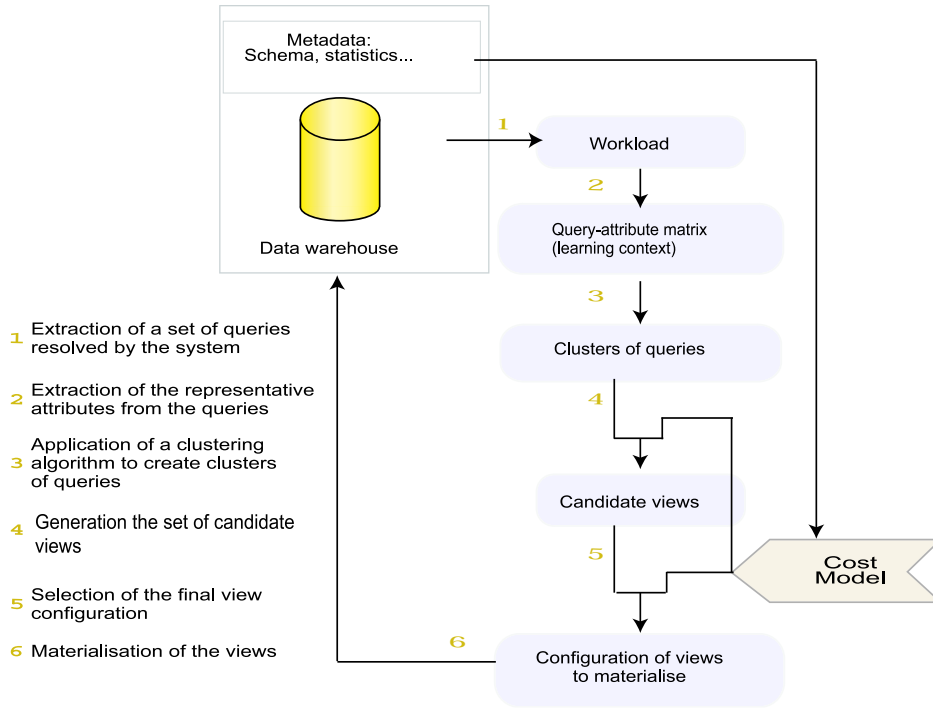 Metadata:
Schema, statistics...
Data warehouse
1
Workload
2
Query-attribute matrix
(learning context)
3
Clusters of queries
4
Candidate views
5
Cost
Model
6
Configuration of views
to materialise
1 Extraction of a set of queries
resolved by the system
2 Extraction of the representative
attributes from the queries
3 Application of a clustering
algorithm to create clusters
of queries
4 Generation the set of candidate
views
5 Selection of the final view
configuration
6 Materialisation of the views